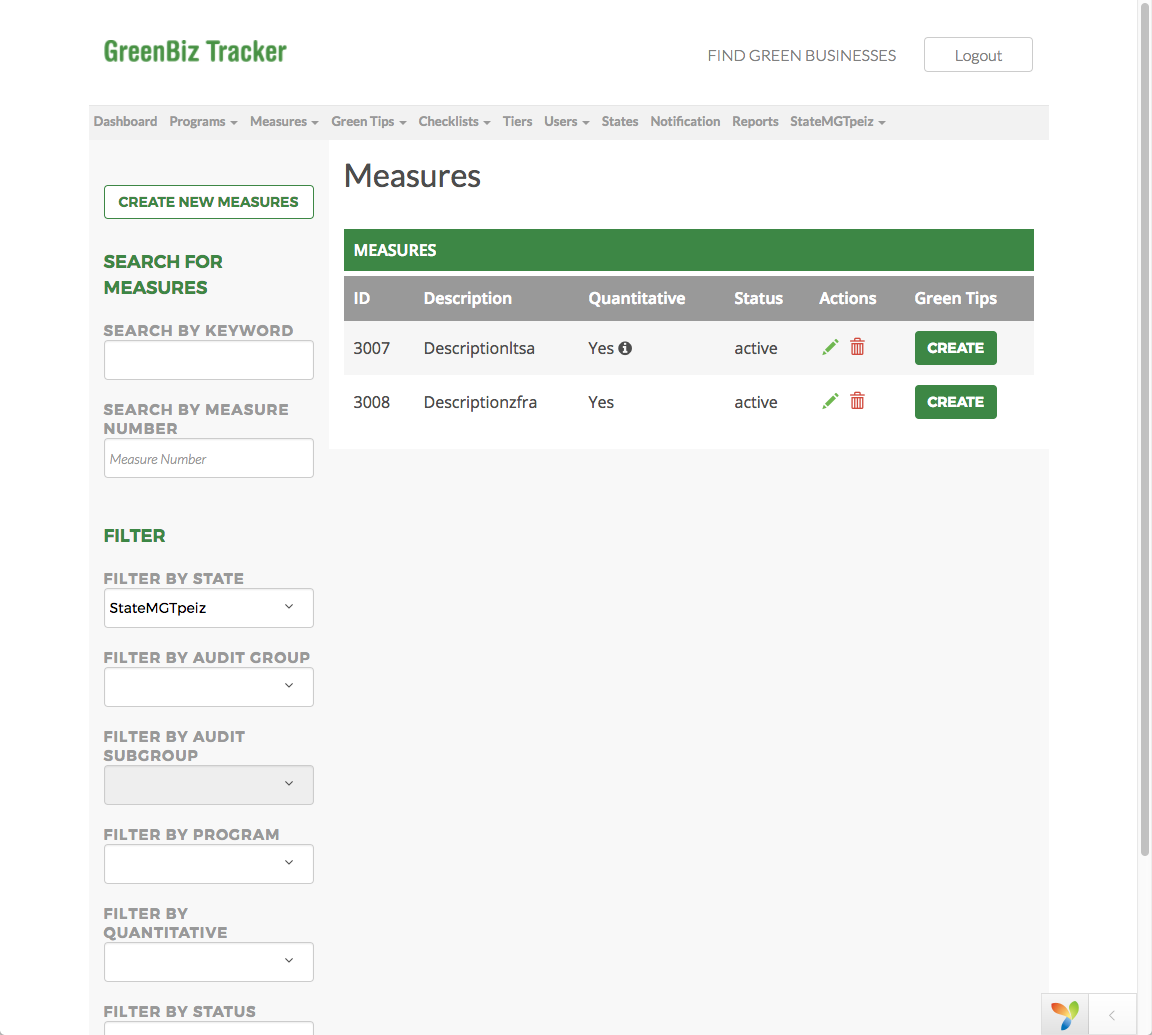 GreenBiz Tracker
FIND GREEN BUSINESSES Logout
Dashboard Programs Measures Green Tips Checklists Tiers Users States Notification Reports StateMGTpeiz
CREATE NEW MEASURES
SEARCH FOR
MEASURES
SEARCH BY KEYWORD
SEARCH BY MEASURE
NUMBER
Measure Number
FILTER
FILTER BY STATE
StateMGTpeiz
FILTER BY AUDIT GROUP
FILTER BY AUDIT
SUBGROUP
FILTER BY PROGRAM
FILTER BY
QUANTITATIVE
FILTER BY STATUS
Measures
MEASURES
ID Description Quantitative Status Actions Green Tips
3007 Descriptionltsa Yes active CREATE
3008 Descriptionzfra Yes active CREATE